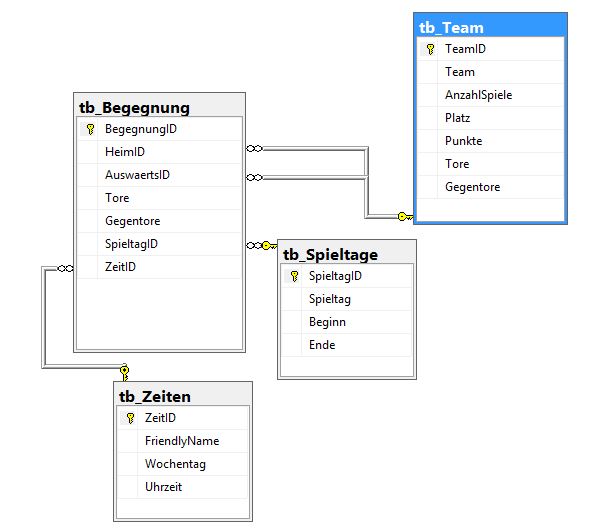 tb_Team
TeamID
Team
AnzahlSpiele
Platz
Punkte
Tore
Gegentore
tb_Begegnung
BegegnungID
HeimID
AuswaertsID
Tore
Gegentore
SpieltagID
ZeitID
tb_Spieltage
SpieltagID
Spieltag
Beginn
Ende
tb_Zeiten
ZeitID
FriendlyName
Wochentag
Uhrzeit